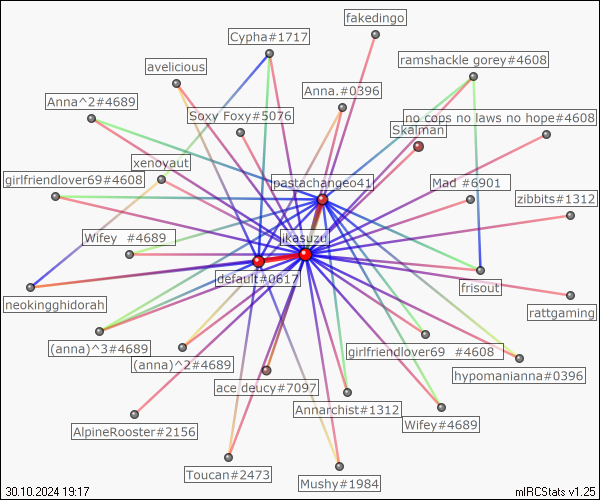 fakedingo
Cypha#1717
ramshackle gorey#4608
avelicious
Anna.#0396
Anna^2#4689
Soxy Foxy#5076
no cops no laws no hope#4608
Skalman
xenoyaut
girlfriendlover69#4608
pastachangeo41
Mad #6901
zibbits#1312
Wifey  #4689
jkasuzu
default#0617
frisout
neokingghidorah
rattgaming
(anna)^3#4689
(anna)^2#4689
girlfriendlover69  #4608
hypomanianna#0396
ace deucy#7097
Annarchist#1312
AlpineRooster#2156
Wifey#4689
Toucan#2473
Mushy#1984
30.10.2024 19:17
mIRCStats v1.25